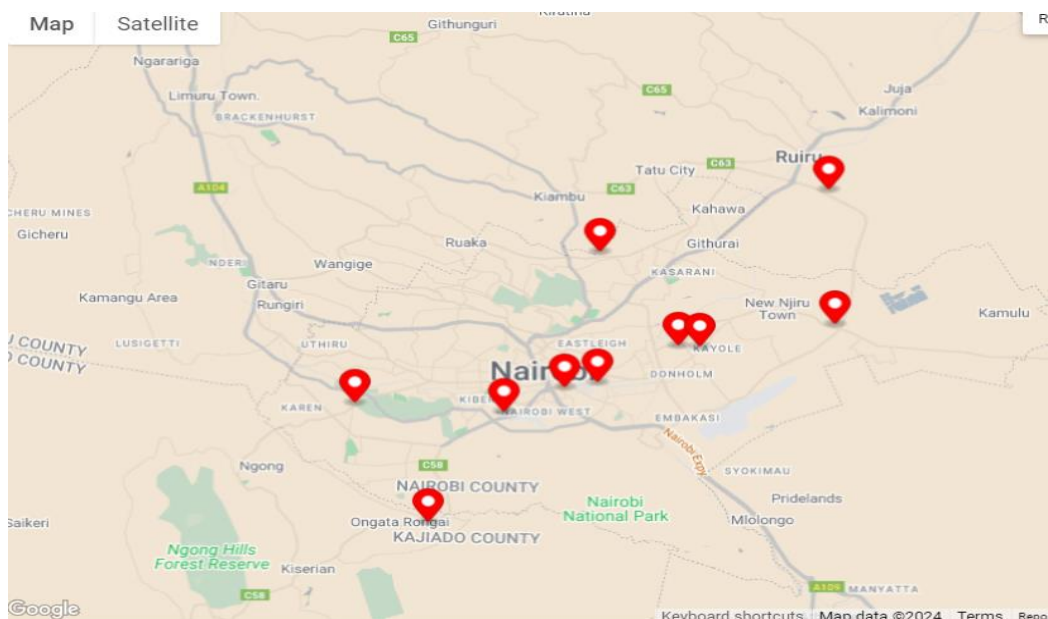 Map Satellite
Githunguri
C65
R
Ngarariga
Limuru Town.
BRACKENHURST
C65
Juja
Kalimoni
Ruiru
A104
Tatu City
C63
Kiambu
C63
CHERU MINES
Gicheru
Kahawa
Ruaka
Githurai
NDERI
Wangige
KASARANI
Gitaru
Kamangu Area
Rungiri
New Njiru
Town
Kamulu
LUSIGETTI
UTHIRU
EASTLEIGH
KAYOLE
COUNTY
COUNTY
DONHOLM
KAREN
NAIROBI WEST
EMBAKASI
Nairobi Expy
Ngong
C58
SYOKIMAU
NAIROBI COUNTY
Nairobi
National Park
Pridelands
Saikeri
Ongata Rongai
KAJIADO COUNTY
Mlolongo
Ngong Hills
Forest Reserve
Kiserian
A109
MANYATTA
Google
Keyboard shortcuts Map data ©2024 Terms Repo